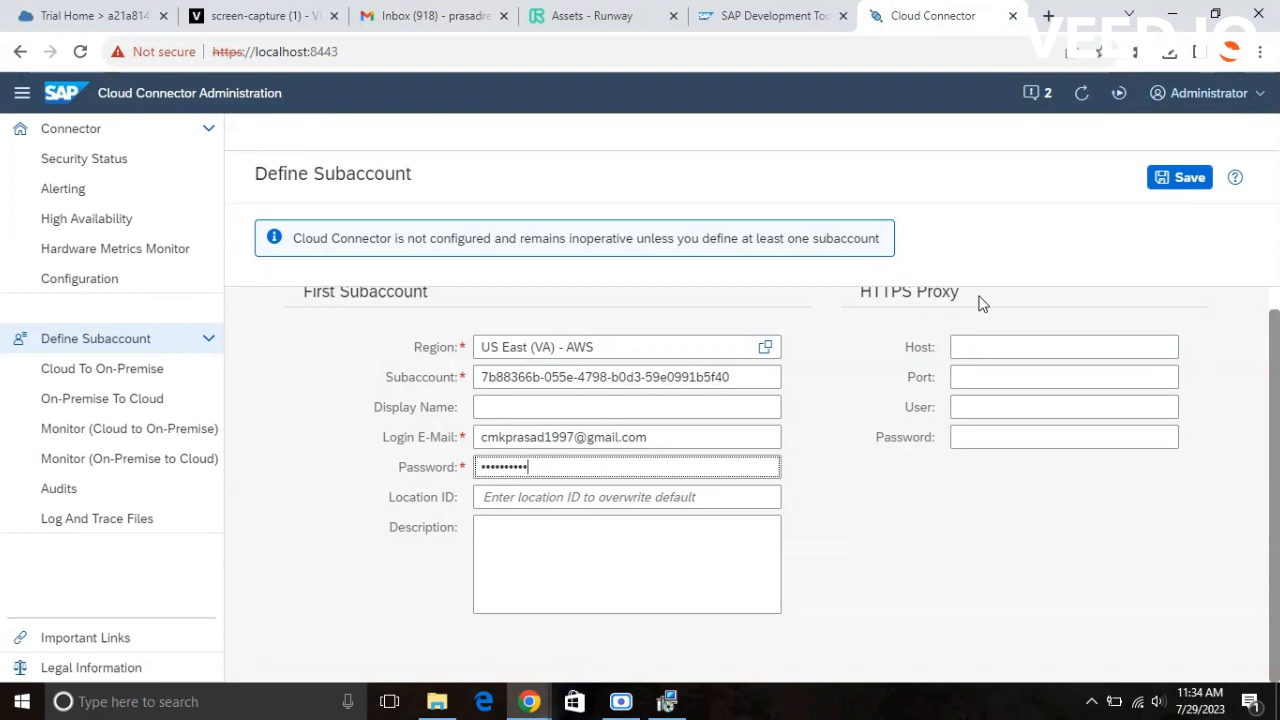 Trial Home > a21a814
screen-capture (1) - V
Inbox (918) - prasadre
Assets - Runway
SAP Development Too
Cloud Connector
VEED.IO
Not secure
https://localhost:8443
SAP
Cloud Connector Administration
2
Administrator
Connector
Security Status
Alerting
High Availability
Hardware Metrics Monitor
Configuration
Define Subaccount
Cloud To On-Premise
On-Premise To Cloud
Monitor (Cloud to On-Premise)
Monitor (On-Premise to Cloud)
Audits
Log And Trace Files
Important Links
Legal Information
Define Subaccount
Save
Cloud Connector is not configured and remains inoperative unless you define at least one subaccount
First Subaccount
Region:* US East (VA) - AWS
Subaccount:* 7b88366b-055e-4798-b0d3-59e0991b5f40
Display Name:
Login E-Mail:* cmkprasad1997@gmail.com
Password:* ••••••••••
Location ID: Enter location ID to overwrite default
Description:
HTTPS Proxy
Host:
Port:
User:
Password:
Type here to search
11:34 AM
7/29/2023
1